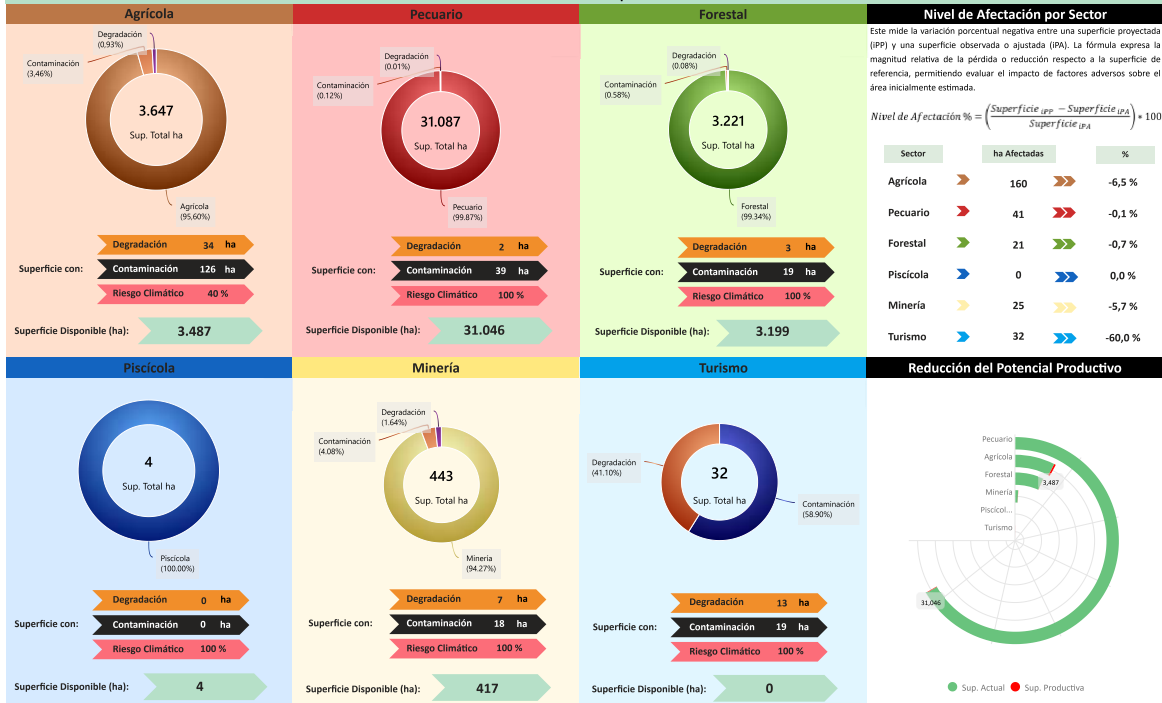 Agrícola
Degradación
(0,93%)
Contaminación
(3,46%)
3.647
Sup. Total ha
Agrícola
(95,60%)
Superficie con:
Degradación 34 ha
Contaminación 126 ha
Riesgo Climático 40 %
Superficie Disponible (ha): 3.487
Pecuario
Degradación
(0.01%)
Contaminación
(0.12%)
31.087
Sup. Total ha
Pecuario
(99.87%)
Superficie con:
Degradación 2 ha
Contaminación 39 ha
Riesgo Climático 100 %
Superficie Disponible (ha): 31.046
Forestal
Degradación
(0.08%)
Contaminación
(0.58%)
3.221
Sup. Total ha
Forestal
(99.34%)
Superficie con:
Degradación 3 ha
Contaminación 19 ha
Riesgo Climático 100 %
Superficie Disponible (ha): 3.199
Nivel de Afectación por Sector
Este mide la variación porcentual negativa entre una superficie proyectada
(iPP) y una superficie observada o ajustada (iPA). La fórmula expresa la
magnitud relativa de la pérdida o reducción respecto a la superficie de
referencia, permitiendo evaluar el impacto de factores adversos sobre el
área inicialmente estimada.
Nivel de Afectación % = (Superficie iPP − Superficie iPA / Superficie iPA) * 100
Sector ha Afectadas %
Agrícola 160 -6,5 %
Pecuario 41 -0,1 %
Forestal 21 -0,7 %
Piscícola 0 0,0 %
Minería 25 -5,7 %
Turismo 32 -60,0 %
Piscícola
4
Sup. Total ha
Piscícola
(100.00%)
Superficie con:
Degradación 0 ha
Contaminación 0 ha
Riesgo Climático 100 %
Superficie Disponible (ha): 4
Minería
Degradación
(1.64%)
Contaminación
(4.08%)
443
Sup. Total ha
Minería
(94.27%)
Superficie con:
Degradación 7 ha
Contaminación 18 ha
Riesgo Climático 100 %
Superficie Disponible (ha): 417
Turismo
Degradación
(41.10%)
32
Sup. Total ha
Contaminación
(58.90%)
Superficie con:
Degradación 13 ha
Contaminación 19 ha
Riesgo Climático 100 %
Superficie Disponible (ha): 0
Reducción del Potencial Productivo
Pecuario
Agrícola
Forestal
Minería
Piscícol...
Turismo
3,487
31,046
Sup. Actual Sup. Productiva